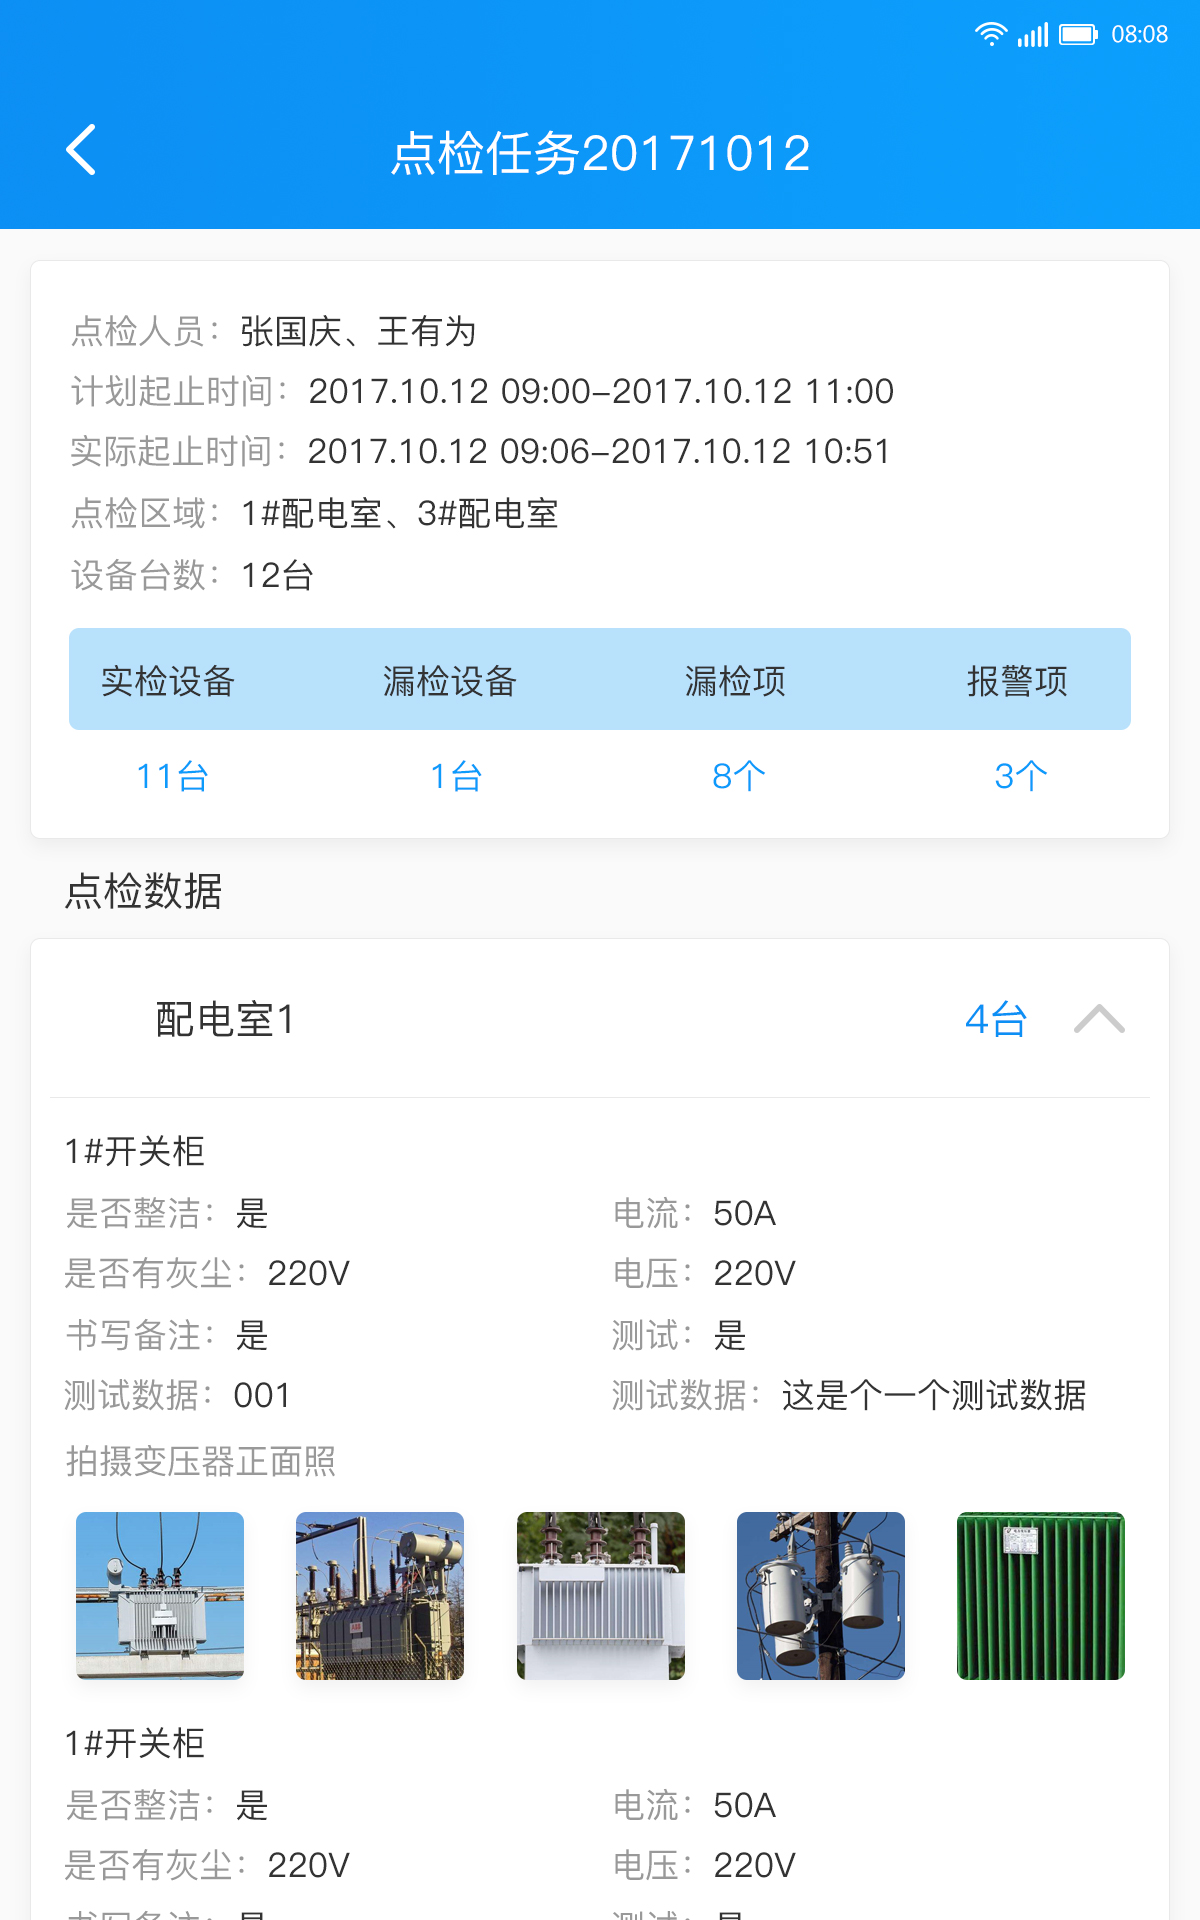 08:08
点检任务20171012
点检人员：张国庆、王有为
计划起止时间：2017.10.12 09:00-2017.10.12 11:00
实际起止时间：2017.10.12 09:06-2017.10.12 10:51
点检区域：1#配电室、3#配电室
设备台数：12台
实检设备 漏检设备 漏检项 报警项
11台 1台 8个 3个
点检数据
配电室1 4台
1#开关柜
是否整洁：是 电流：50A
是否有灰尘：220V 电压：220V
书写备注：是 测试：是
测试数据：001 测试数据：这是个一个测试数据
拍摄变压器正面照
1#开关柜
是否整洁：是 电流：50A
是否有灰尘：220V 电压：220V